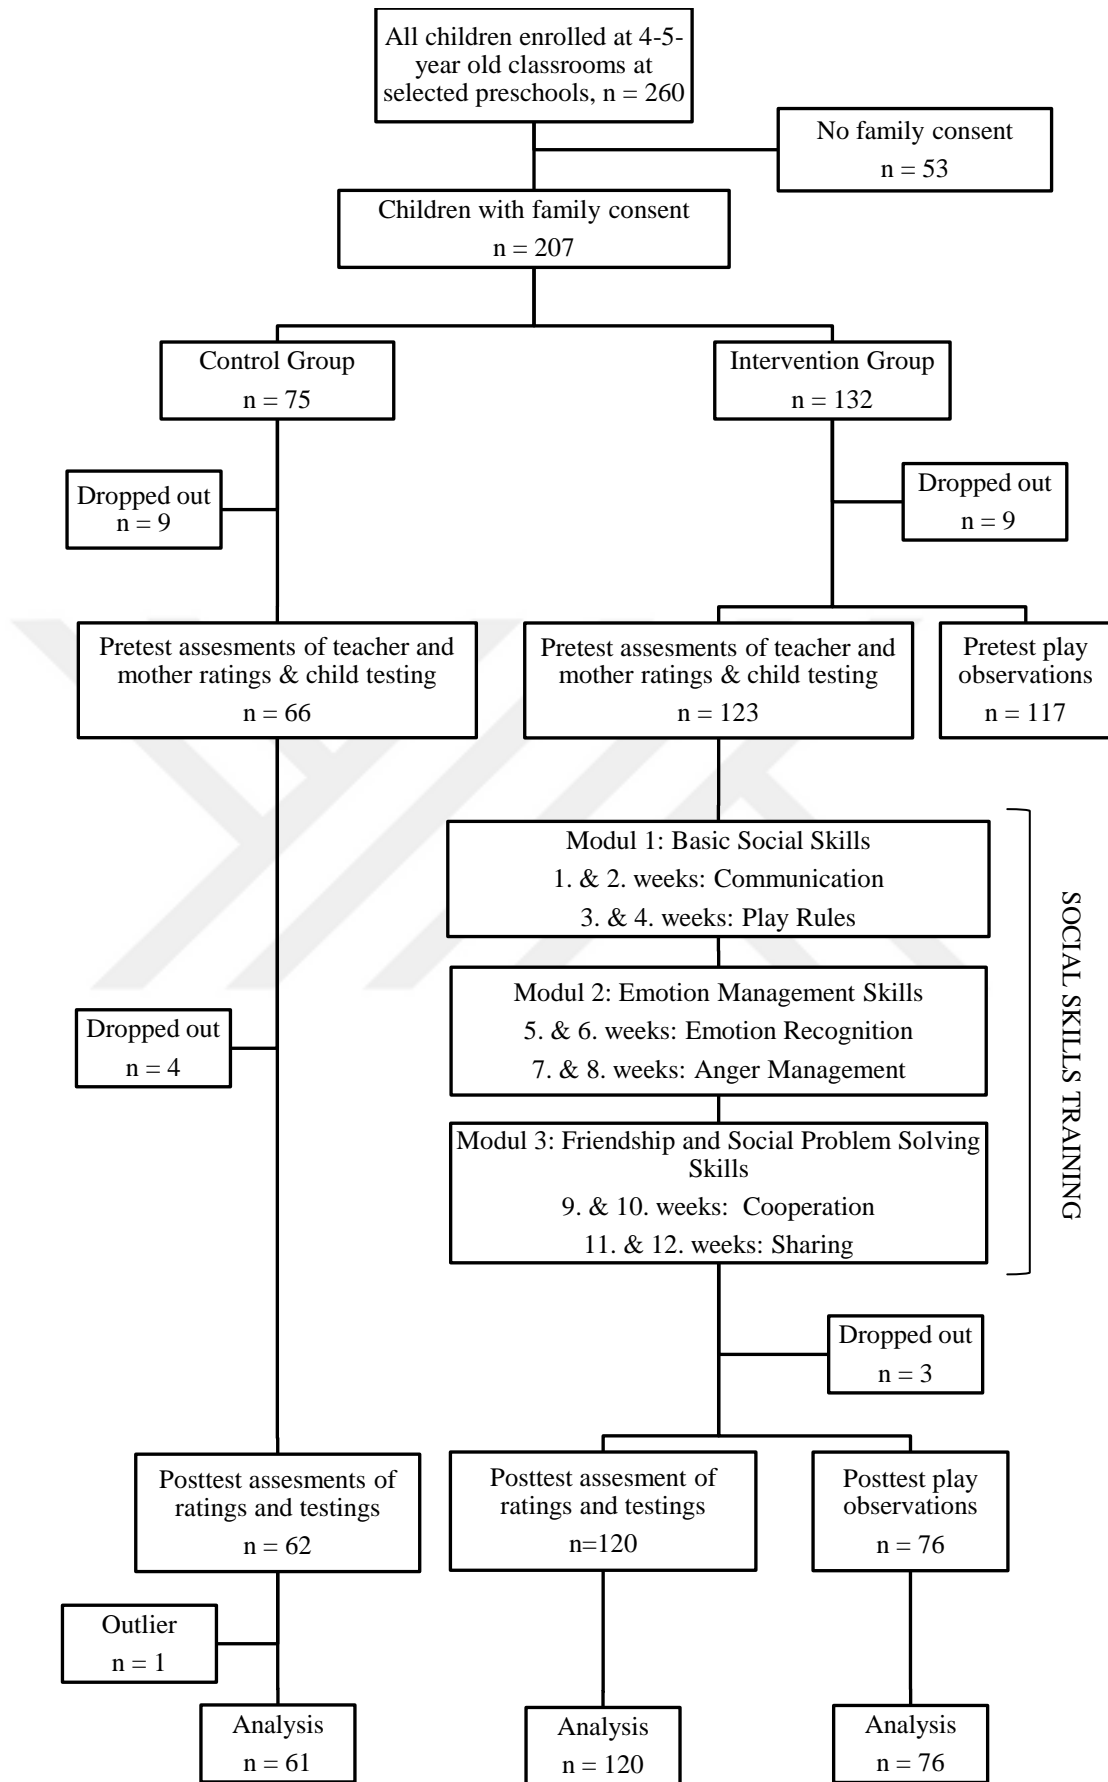 All children enrolled at 4-5-
year old classrooms at
selected preschools, n = 260
No family consent
n = 53
Children with family consent
n = 207
Control Group
n = 75
Intervention Group
n = 132
Dropped out
n = 9
Dropped out
n = 9
Pretest assesments of teacher and
mother ratings & child testing
n = 66
Pretest assesments of teacher and
mother ratings & child testing
n = 123
Pretest play
observations
n = 117
Modul 1: Basic Social Skills
1. & 2. weeks: Communication
3. & 4. weeks: Play Rules
SOCIAL SKILLS TRAINING
Modul 2: Emotion Management Skills
5. & 6. weeks: Emotion Recognition
7. & 8. weeks: Anger Management
Dropped out
n = 4
Modul 3: Friendship and Social Problem Solving
Skills
9. & 10. weeks:  Cooperation
11. & 12. weeks: Sharing
Dropped out
n = 3
Posttest assesments of
ratings and testings
n = 62
Posttest assesment of
ratings and testings
n=120
Posttest play
observations
n = 76
Outlier
n = 1
Analysis
n = 61
Analysis
n = 120
Analysis
n = 76